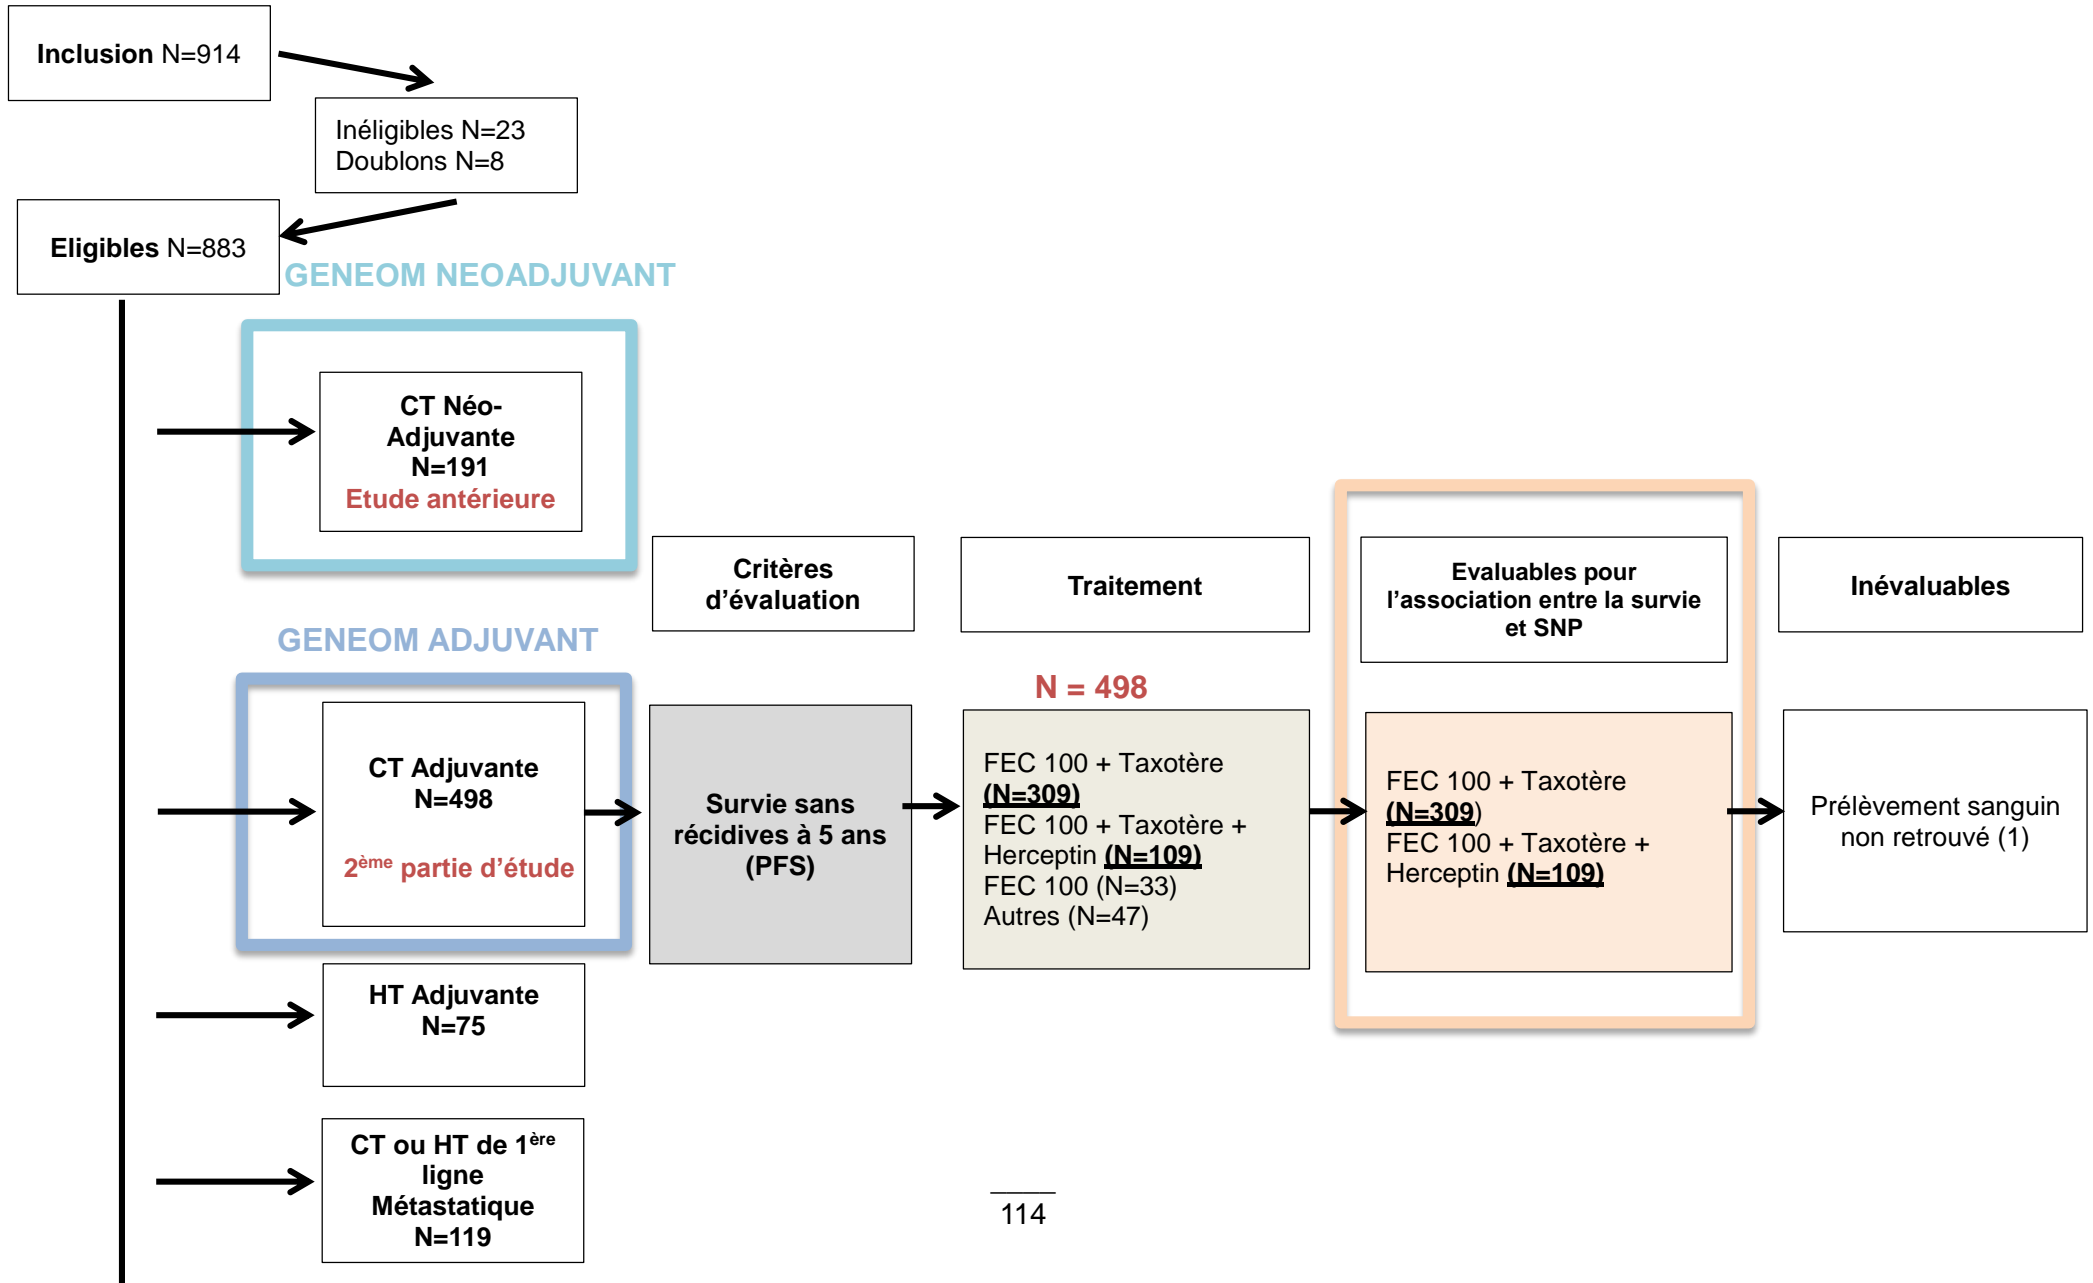 Inclusion N=914
Inéligibles N=23
Doublons N=8
Eligibles N=883
GENEOM NEOADJUVANT
CT Néo-
Adjuvante
N=191
Etude antérieure
Critères
d’évaluation
Traitement
Evaluables pour
l’association entre la survie
et SNP
Inévaluables
GENEOM ADJUVANT
N = 498
CT Adjuvante
N=498
2ème partie d’étude
Survie sans
récidives à 5 ans
(PFS)
FEC 100 + Taxotère
(N=309)
FEC 100 + Taxotère +
Herceptin (N=109)
FEC 100 (N=33)
Autres (N=47)
FEC 100 + Taxotère
(N=309)
FEC 100 + Taxotère +
Herceptin (N=109)
Prélèvement sanguin
non retrouvé (1)
HT Adjuvante
N=75
CT ou HT de 1ère
ligne
Métastatique
N=119
114